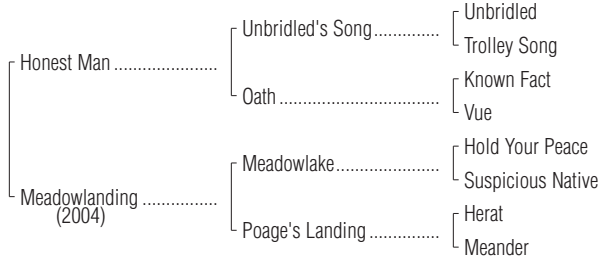 Unbridled
Unbridled's Song..............
Trolley Song
Honest Man ......................
Known Fact
Oath ..................................
Vue
Hold Your Peace
Meadowlake......................
Suspicious Native
Meadowlanding ................
(2004)
Herat
Poage's Landing ...............
Meander